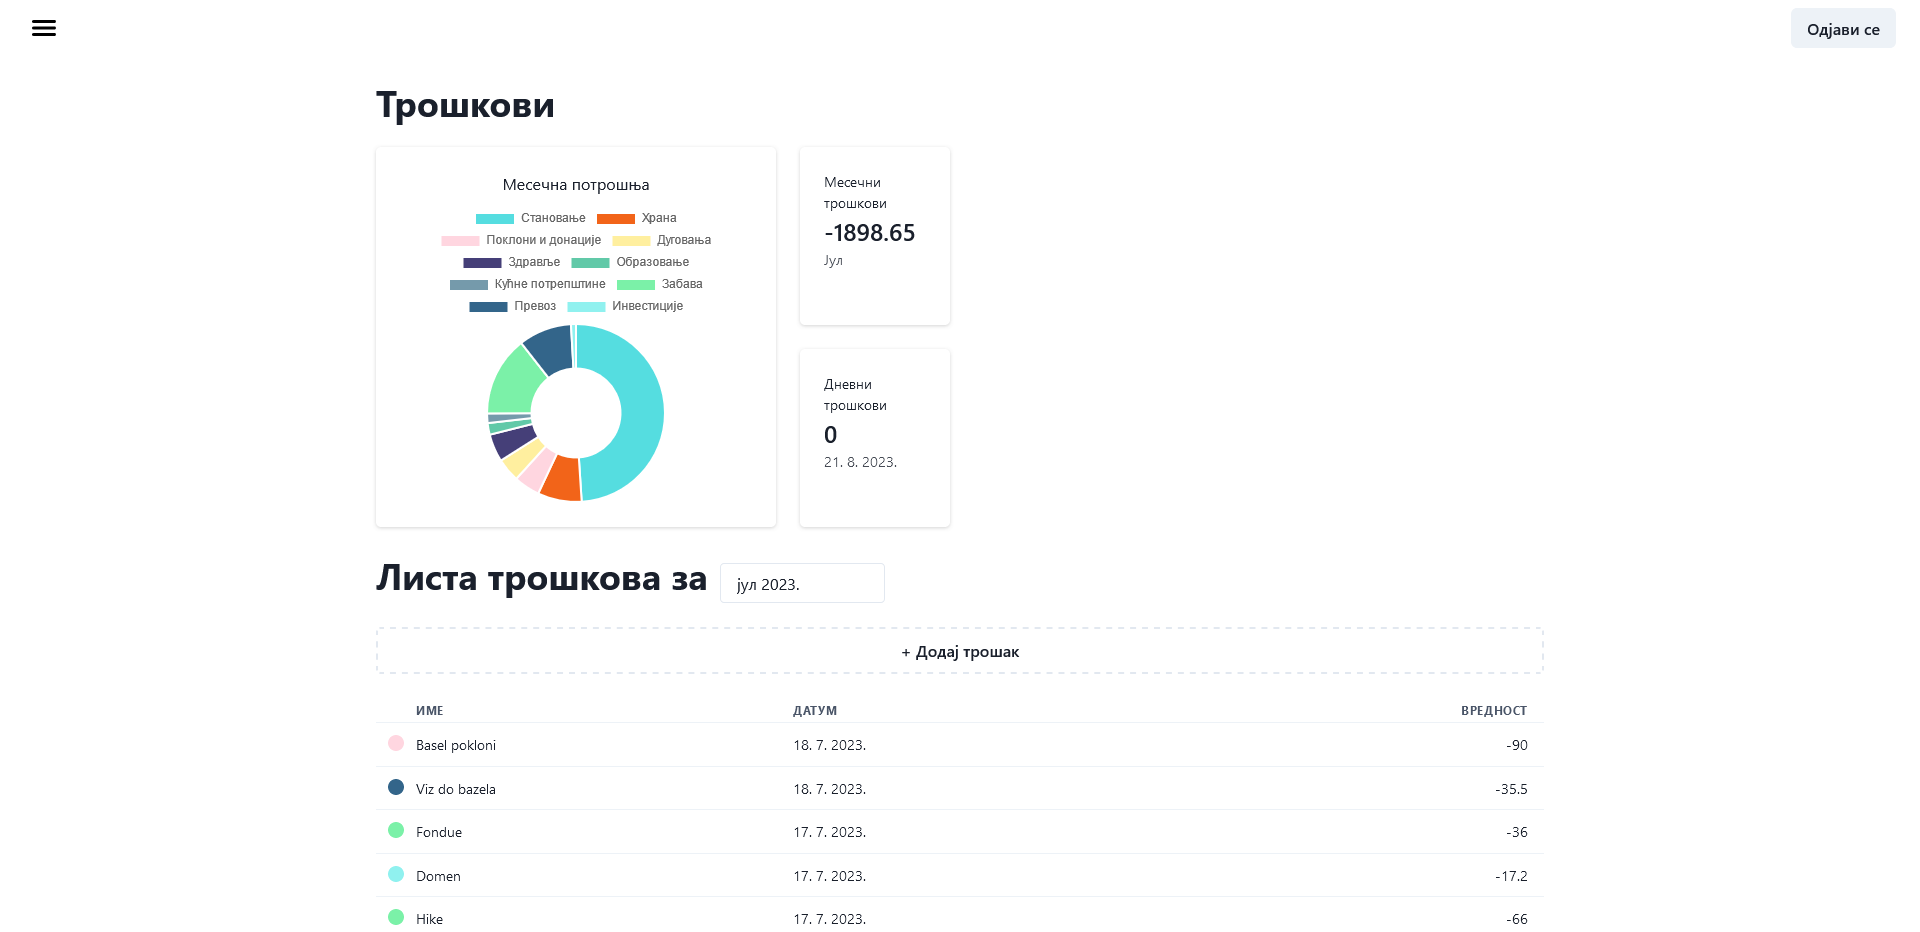 Одјави се
Трошкови
Месечна потрошња
Становање Храна
Поклони и донације Дуговања
Здравље Образовање
Кућне потрепштине Забава
Превоз Инвестиције
Месечни
трошкови
-1898.65
Јул
Дневни
трошкови
0
21. 8. 2023.
Листа трошкова за јул 2023.
+ Додај трошак
ИМЕ ДАТУМ ВРЕДНОСТ
Basel pokloni 18. 7. 2023. -90
Viz do bazela 18. 7. 2023. -35.5
Fondue 17. 7. 2023. -36
Domen 17. 7. 2023. -17.2
Hike 17. 7. 2023. -66